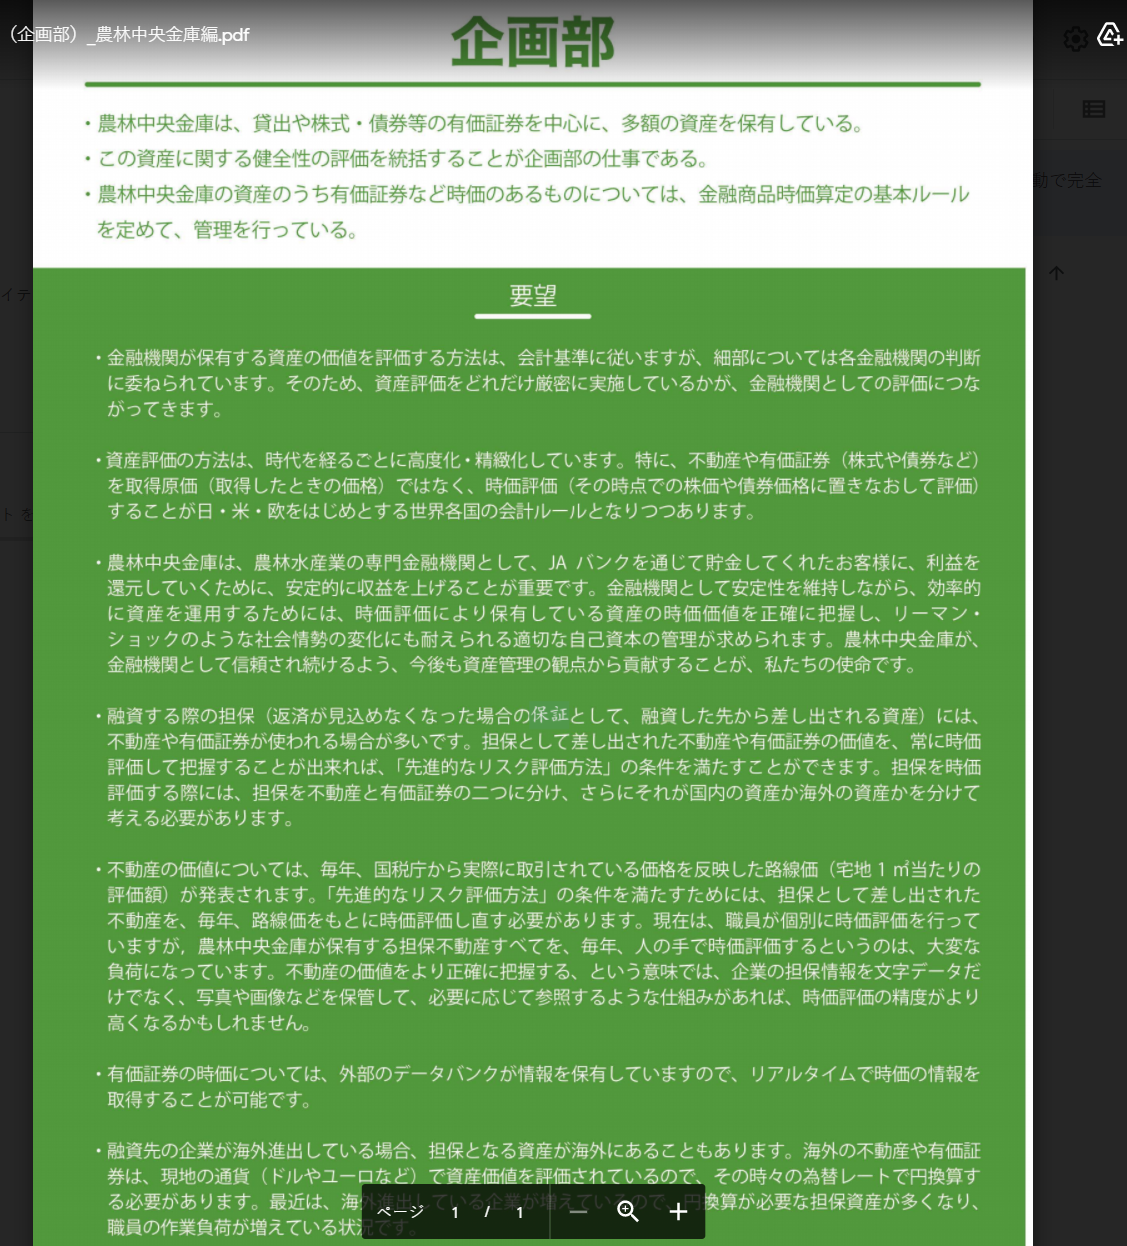 （企画部）_農林中央金庫編.pdf
企画部
・農林中央金庫は、貸出や株式・債券等の有価証券を中心に、多額の資産を保有している。
・この資産に関する健全性の評価を統括することが企画部の仕事である。
・農林中央金庫の資産のうち有価証券など時価のあるものについては、金融商品時価算定の基本ルール
を定めて、管理を行っている。
動で完全
イテ
ト を
要望
・金融機関が保有する資産の価値を評価する方法は、会計基準に従いますが、細部については各金融機関の判断
に委ねられています。そのため、資産評価をどれだけ厳密に実施しているかが、金融機関としての評価につな
がってきます。
・資産評価の方法は、時代を経るごとに高度化・精緻化しています。特に、不動産や有価証券（株式や債券など）
を取得原価（取得したときの価格）ではなく、時価評価（その時点での株価や債券価格に置きなおして評価）
することが日・米・欧をはじめとする世界各国の会計ルールとなりつつあります。
・農林中央金庫は、農林水産業の専門金融機関として、JA バンクを通じて貯金してくれたお客様に、利益を
還元していくために、安定的に収益を上げることが重要です。金融機関として安定性を維持しながら、効率的
に資産を運用するためには、時価評価により保有している資産の時価価値を正確に把握し、リーマン・
ショックのような社会情勢の変化にも耐えられる適切な自己資本の管理が求められます。農林中央金庫が、
金融機関として信頼され続けるよう、今後も資産管理の観点から貢献することが、私たちの使命です。
・融資する際の担保（返済が見込めなくなった場合の保証として、融資した先から差し出される資産）には、
不動産や有価証券が使われる場合が多いです。担保として差し出された不動産や有価証券の価値を、常に時価
評価して把握することが出来れば、「先進的なリスク評価方法」の条件を満たすことができます。担保を時価
評価する際には、担保を不動産と有価証券の二つに分け、さらにそれが国内の資産か海外の資産かを分けて
考える必要があります。
・不動産の価値については、毎年、国税庁から実際に取引されている価格を反映した路線価（宅地 1 ㎡当たりの
評価額）が発表されます。「先進的なリスク評価方法」の条件を満たすためには、担保として差し出された
不動産を、毎年、路線価をもとに時価評価し直す必要があります。現在は、職員が個別に時価評価を行って
いますが，農林中央金庫が保有する担保不動産すべてを、毎年、人の手で時価評価するというのは、大変な
負荷になっています。不動産の価値をより正確に把握する、という意味では、企業の担保情報を文字データだ
けでなく、写真や画像などを保管して、必要に応じて参照するような仕組みがあれば、時価評価の精度がより
高くなるかもしれません。
・有価証券の時価については、外部のデータバンクが情報を保有していますので、リアルタイムで時価の情報を
取得することが可能です。
・融資先の企業が海外進出している場合、担保となる資産が海外にあることもあります。海外の不動産や有価証
券は、現地の通貨（ドルやユーロなど）で資産価値を評価されているので、その時々の為替レートで円換算す
る必要があります。最近は、海外進出している企業が増えているので、円換算が必要な担保資産が多くなり、
職員の作業負荷が増えている状況です。
ページ 1 / 1